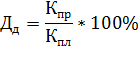 Дд = Кпр / Кпл * 100%